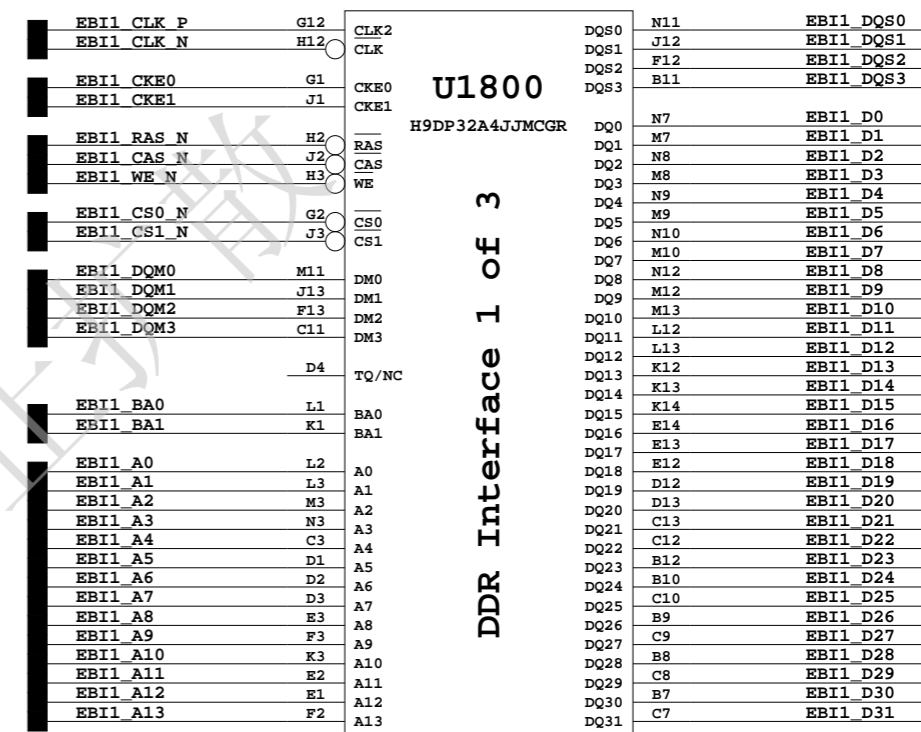 EBI1_CLK_P G12 CLK2 DQS0 N11 EBI1_DQS0
EBI1_CLK_N H12 CLK DQS1 J12 EBI1_DQS1
DQS2 F12 EBI1_DQS2
EBI1_CKE0 G1 CKE0 DQS3 B11 EBI1_DQS3
EBI1_CKE1 J1 CKE1
U1800
H9DP32A4JJMCGR
DQ0 N7 EBI1_D0
EBI1_RAS_N H2 RAS DQ1 M7 EBI1_D1
EBI1_CAS_N J2 CAS DQ2 N8 EBI1_D2
EBI1_WE_N H3 WE DQ3 M8 EBI1_D3
DQ4 N9 EBI1_D4
EBI1_CS0_N G2 CS0 DQ5 M9 EBI1_D5
EBI1_CS1_N J3 CS1 DQ6 N10 EBI1_D6
DQ7 M10 EBI1_D7
EBI1_DQM0 M11 DM0 DQ8 N12 EBI1_D8
EBI1_DQM1 J13 DM1 DQ9 M12 EBI1_D9
EBI1_DQM2 F13 DM2 DQ10 M13 EBI1_D10
EBI1_DQM3 C11 DM3 DQ11 L12 EBI1_D11
DQ12 L13 EBI1_D12
D4 TQ/NC DQ13 K12 EBI1_D13
DQ14 K13 EBI1_D14
EBI1_BA0 L1 BA0 DQ15 K14 EBI1_D15
EBI1_BA1 K1 BA1 DQ16 E14 EBI1_D16
DQ17 E13 EBI1_D17
EBI1_A0 L2 A0 DQ18 E12 EBI1_D18
EBI1_A1 L3 A1 DQ19 D12 EBI1_D19
EBI1_A2 M3 A2 DQ20 D13 EBI1_D20
EBI1_A3 N3 A3 DQ21 C13 EBI1_D21
EBI1_A4 C3 A4 DQ22 C12 EBI1_D22
EBI1_A5 D1 A5 DQ23 B12 EBI1_D23
EBI1_A6 D2 A6 DQ24 B10 EBI1_D24
EBI1_A7 D3 A7 DQ25 C10 EBI1_D25
EBI1_A8 E3 A8 DQ26 B9 EBI1_D26
EBI1_A9 F3 A9 DQ27 C9 EBI1_D27
EBI1_A10 K3 A10 DQ28 B8 EBI1_D28
EBI1_A11 E2 A11 DQ29 C8 EBI1_D29
EBI1_A12 E1 A12 DQ30 B7 EBI1_D30
EBI1_A13 F2 A13 DQ31 C7 EBI1_D31
DDR Interface 1 of 3
扩散